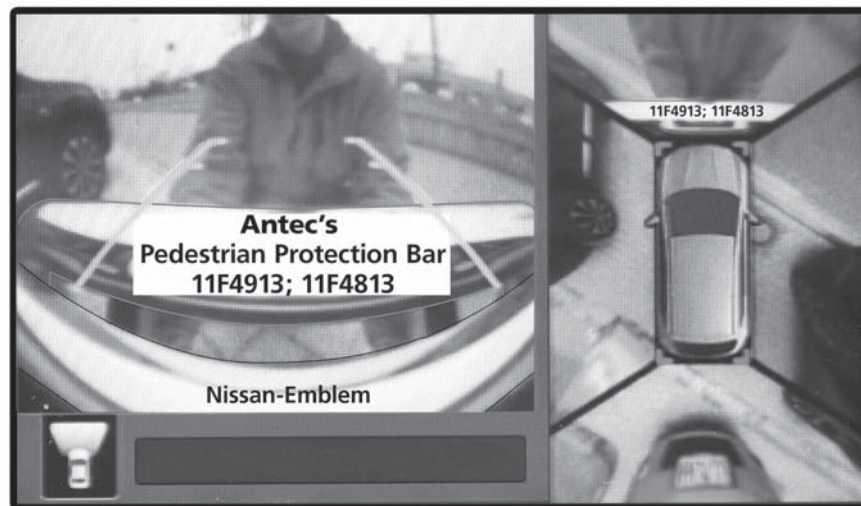 Antec's
Pedestrian Protection Bar
11F4913; 11F4813
Nissan-Emblem
11F4913; 11F4813